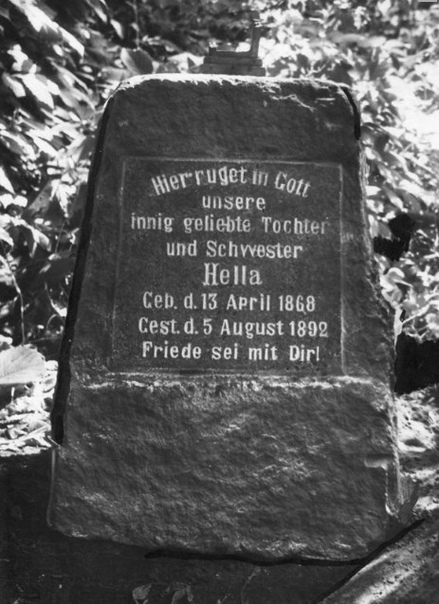 Hier ruget in Gott
unsere
innig geliebte Tochter
und Schwester
Hella
Geb. d. 13 April 1868
Gest. d. 5 August 1892
Friede sei mit Dir!